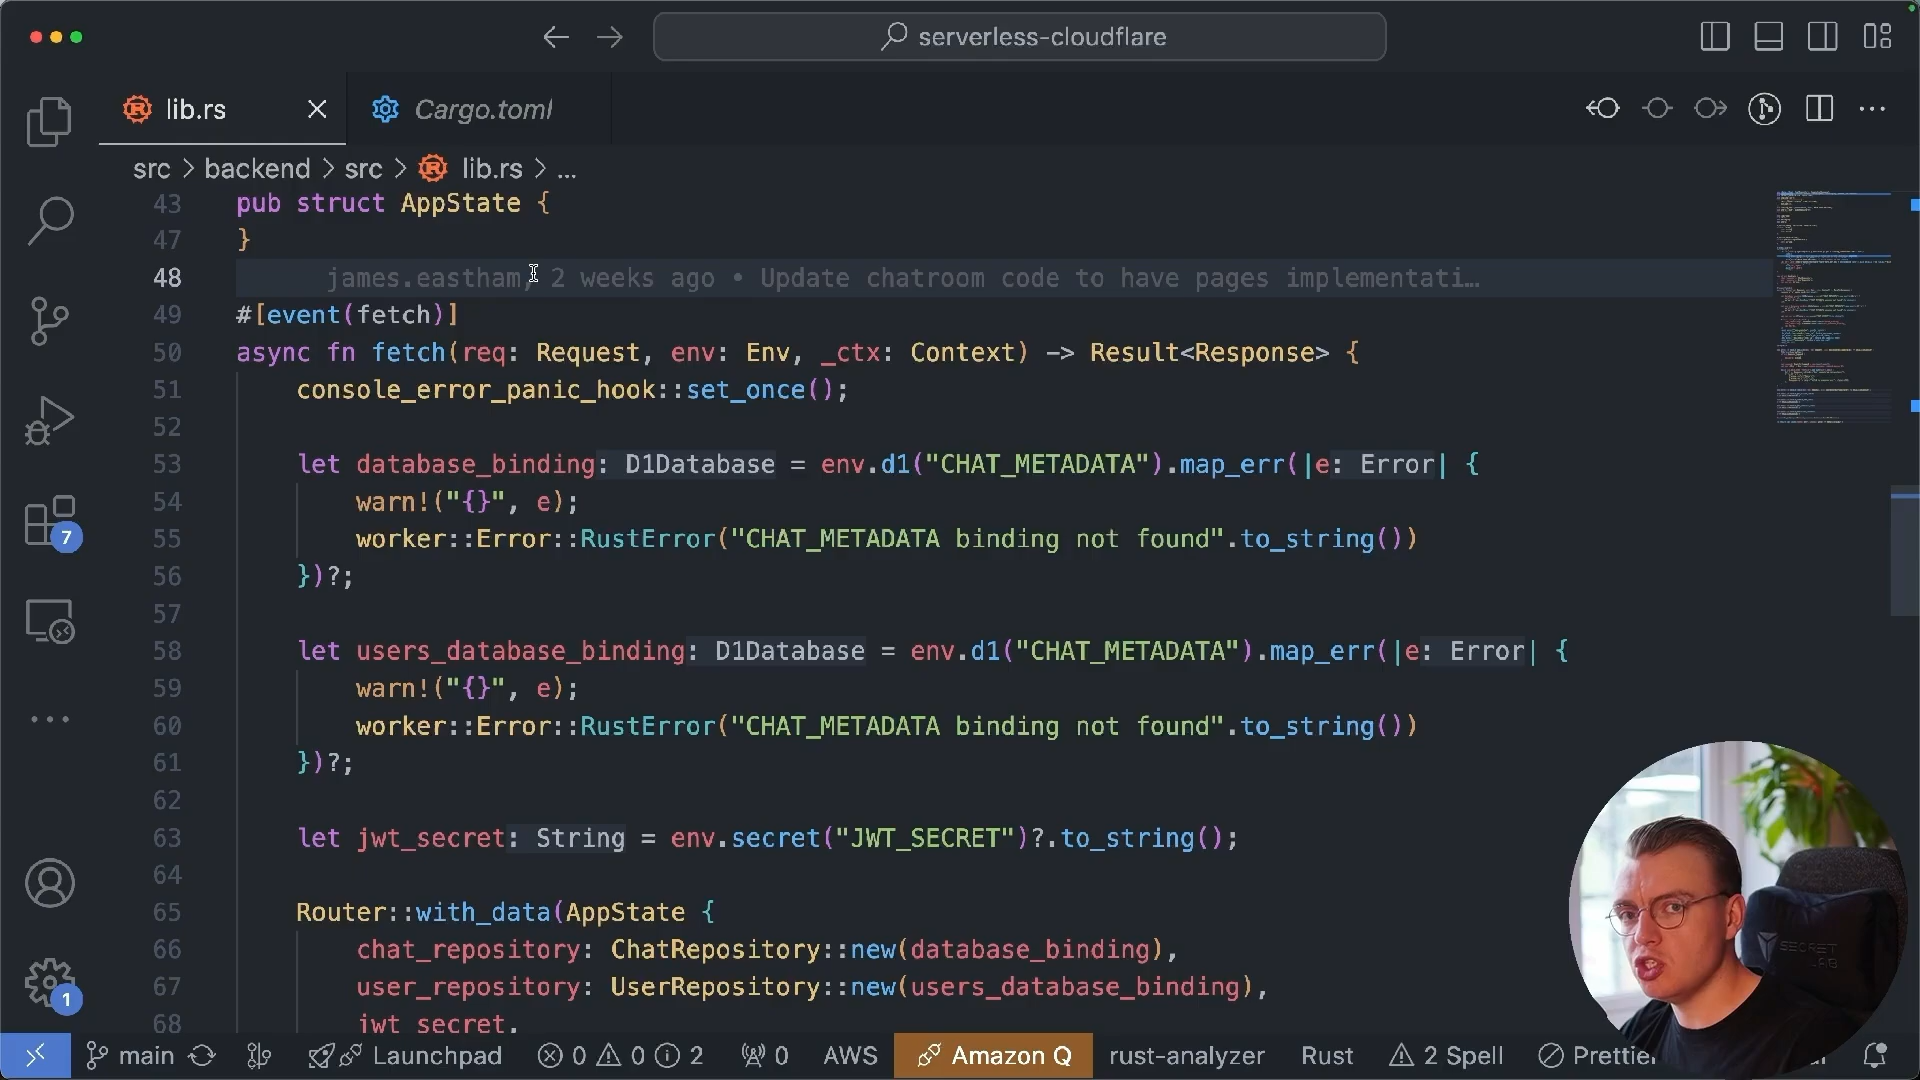 serverless-cloudflare
lib.rs
Cargo.toml
src > backend > src > lib.rs > ...
43 pub struct AppState {
47 }
48 james.eastham, 2 weeks ago • Update chatroom code to have pages implementati…
49 #[event(fetch)]
50 async fn fetch(req: Request, env: Env, _ctx: Context) -> Result<Response> {
51 console_error_panic_hook::set_once();
52
53 let database_binding: D1Database = env.d1("CHAT_METADATA").map_err(|e: Error| {
54 warn!("{}", e);
55 worker::Error::RustError("CHAT_METADATA binding not found".to_string())
56 })?;
57
58 let users_database_binding: D1Database = env.d1("CHAT_METADATA").map_err(|e: Error| {
59 warn!("{}", e);
60 worker::Error::RustError("CHAT_METADATA binding not found".to_string())
61 })?;
62
63 let jwt_secret: String = env.secret("JWT_SECRET")?.to_string();
64
65 Router::with_data(AppState {
66 chat_repository: ChatRepository::new(database_binding),
67 user_repository: UserRepository::new(users_database_binding),
68 jwt_secret,
7
1
main Launchpad 0 0 2 0 AWS Amazon Q rust-analyzer Rust 2 Spell Prettier
SECRET
LAB